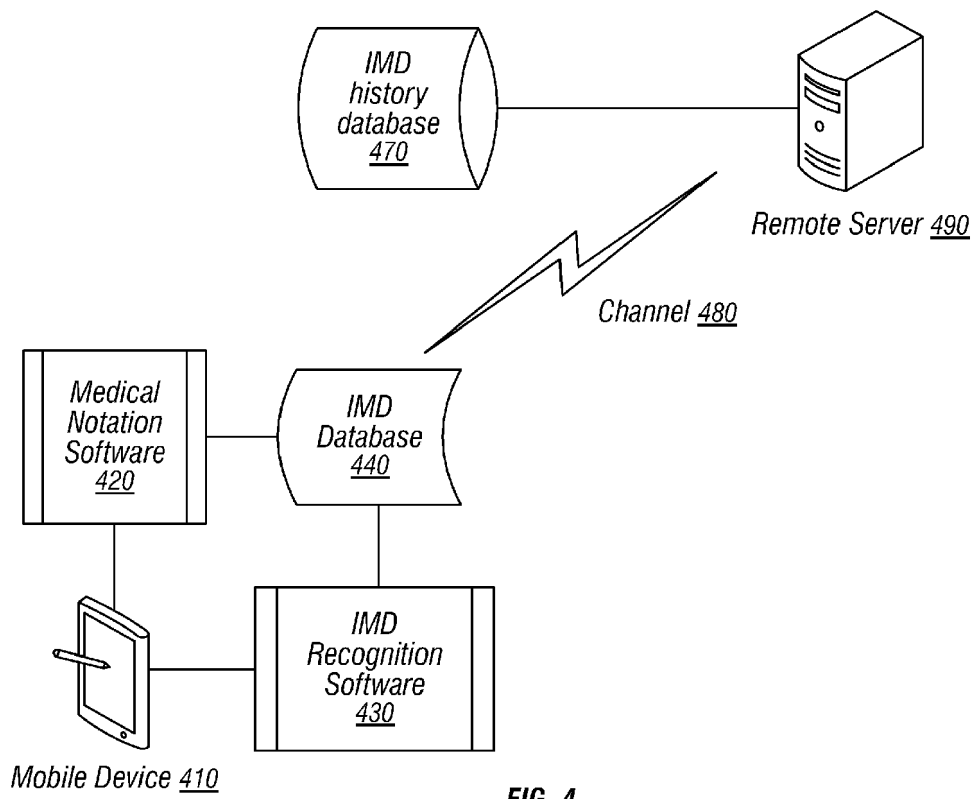 IMD
history
database
470
Remote Server 490
Channel 480
Medical
Notation
Software
420
IMD
Database
440
IMD
Recognition
Software
430
Mobile Device 410
FIG. 4